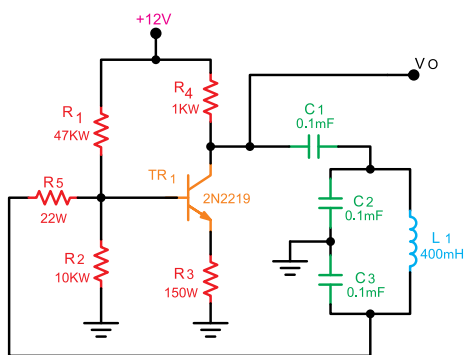 +12V
VO
R1
47KW
R4
1KW
C1
0.1mF
R5
22W
TR1
2N2219
C2
0.1mF
L1
400mH
R2
10KW
R3
150W
C3
0.1mF